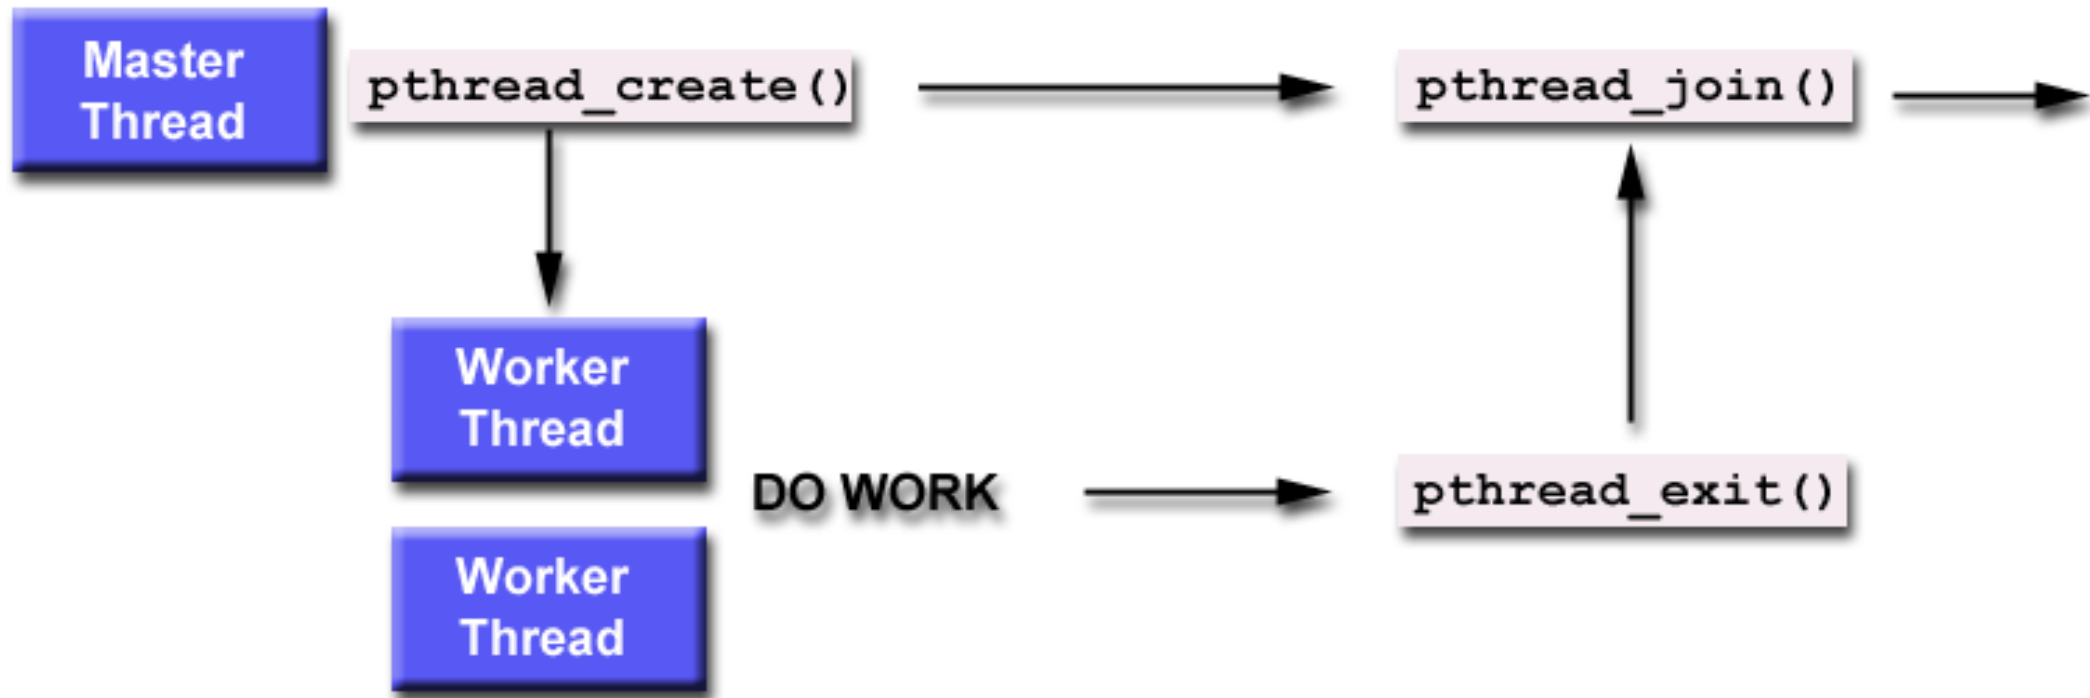 Master
Thread
pthread_create()
pthread_join()
Worker
Thread
DO WORK
pthread_exit()
Worker
Thread